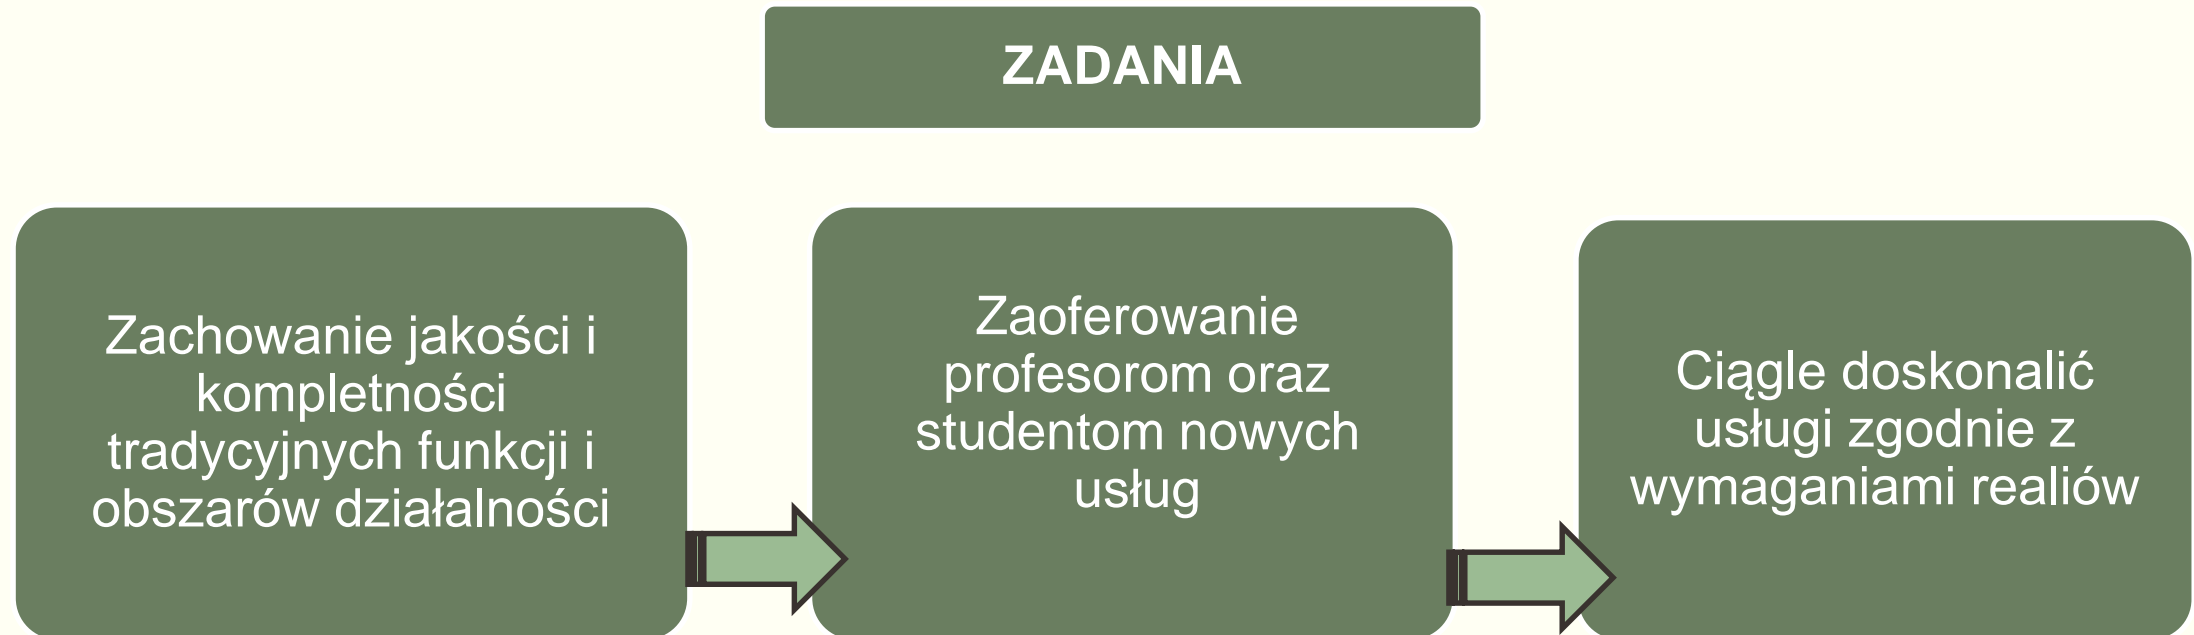 ZADANIA
Zachowanie jakości i
kompletności
tradycyjnych funkcji i
obszarów działalności
Zaoferowanie
profesorom oraz
studentom nowych
usług
Ciągle doskonalić
usługi zgodnie z
wymaganiami realiów